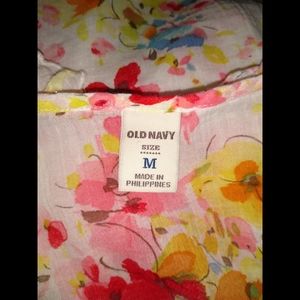 OLD NAVY
SIZE
M
MADE IN
PHILIPPINES